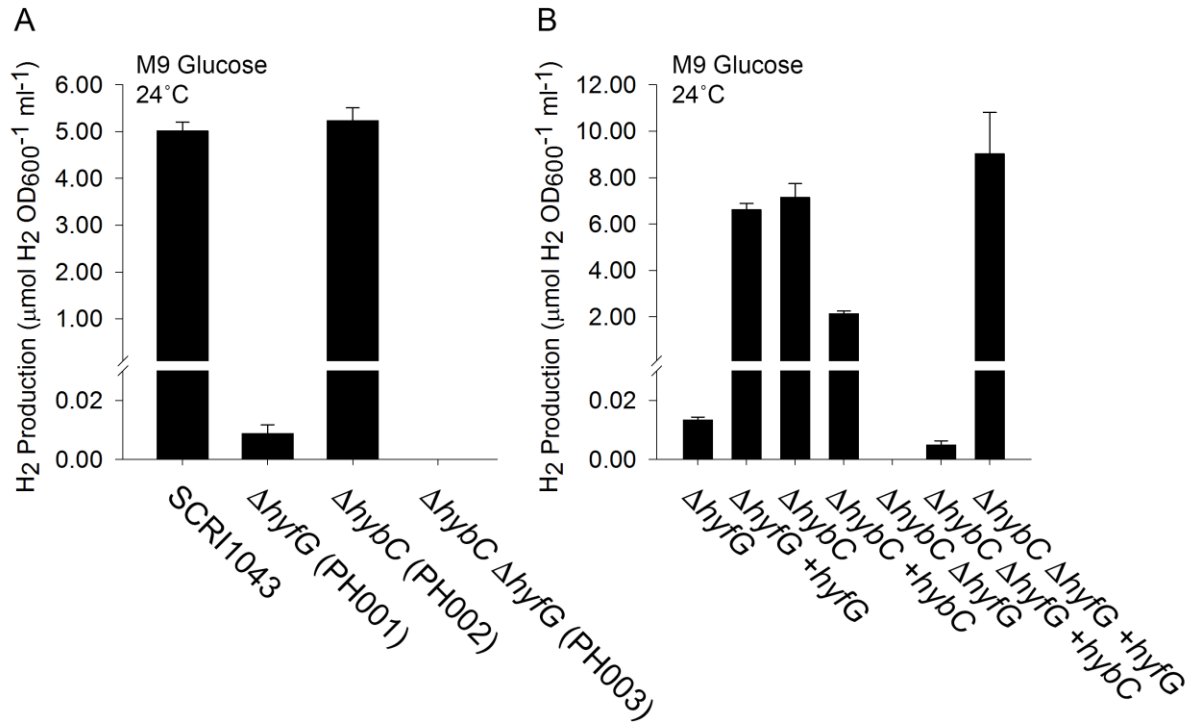 A
M9 Glucose
24˚C
H2 Production (μmol H2 OD600-1 ml-1)
6.00
5.00
4.00
3.00
2.00
1.00
0.02
0.00
SCRI1043
ΔhyfG (PH001)
ΔhybC (PH002)
ΔhybC ΔhyfG (PH003)
B
M9 Glucose
24˚C
H2 Production (μmol H2 OD600-1 ml-1)
12.00
10.00
8.00
6.00
4.00
2.00
0.02
0.00
ΔhyfG
ΔhyfG +hyfG
ΔhybC
ΔhybC +hybC
ΔhybC ΔhyfG
ΔhybC ΔhyfG +hybC
ΔhybC ΔhyfG +hyfG